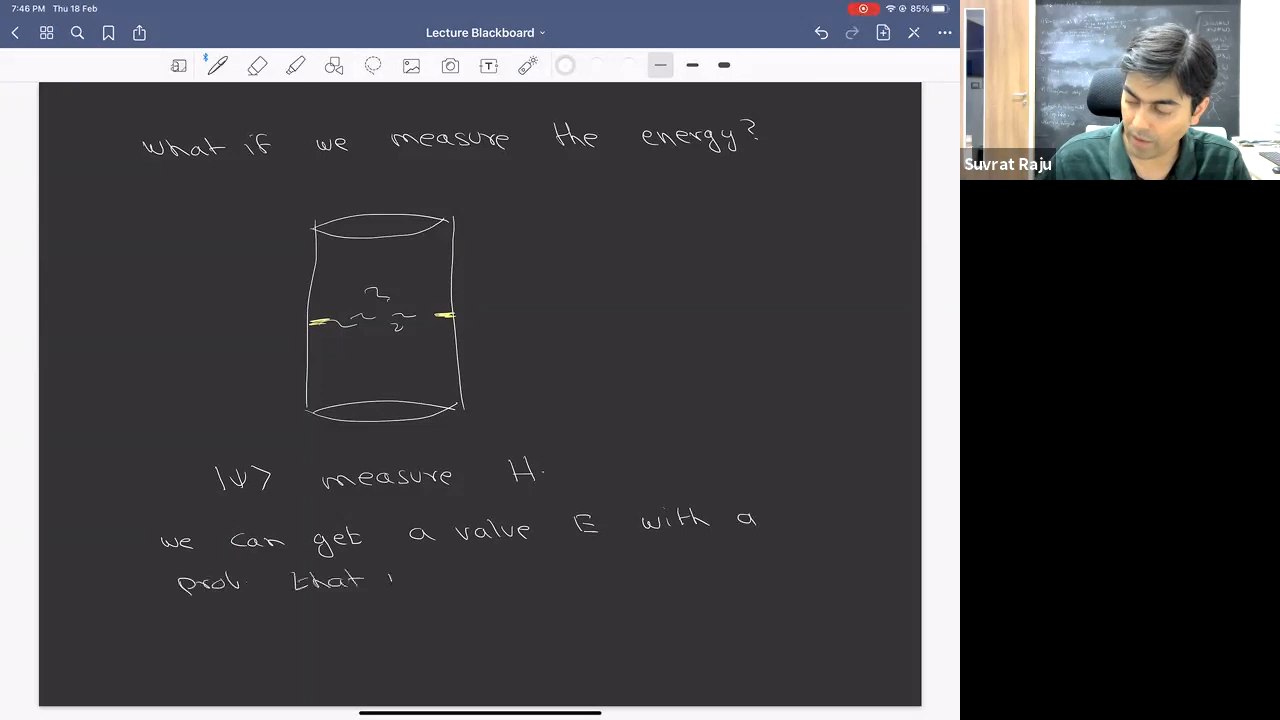 7:46 PM Thu 18 Feb
85%
Lecture Blackboard
What if we measure the energy?
|ψ> measure H.
we can get a value E with a
prob. that
Suvrat Raju